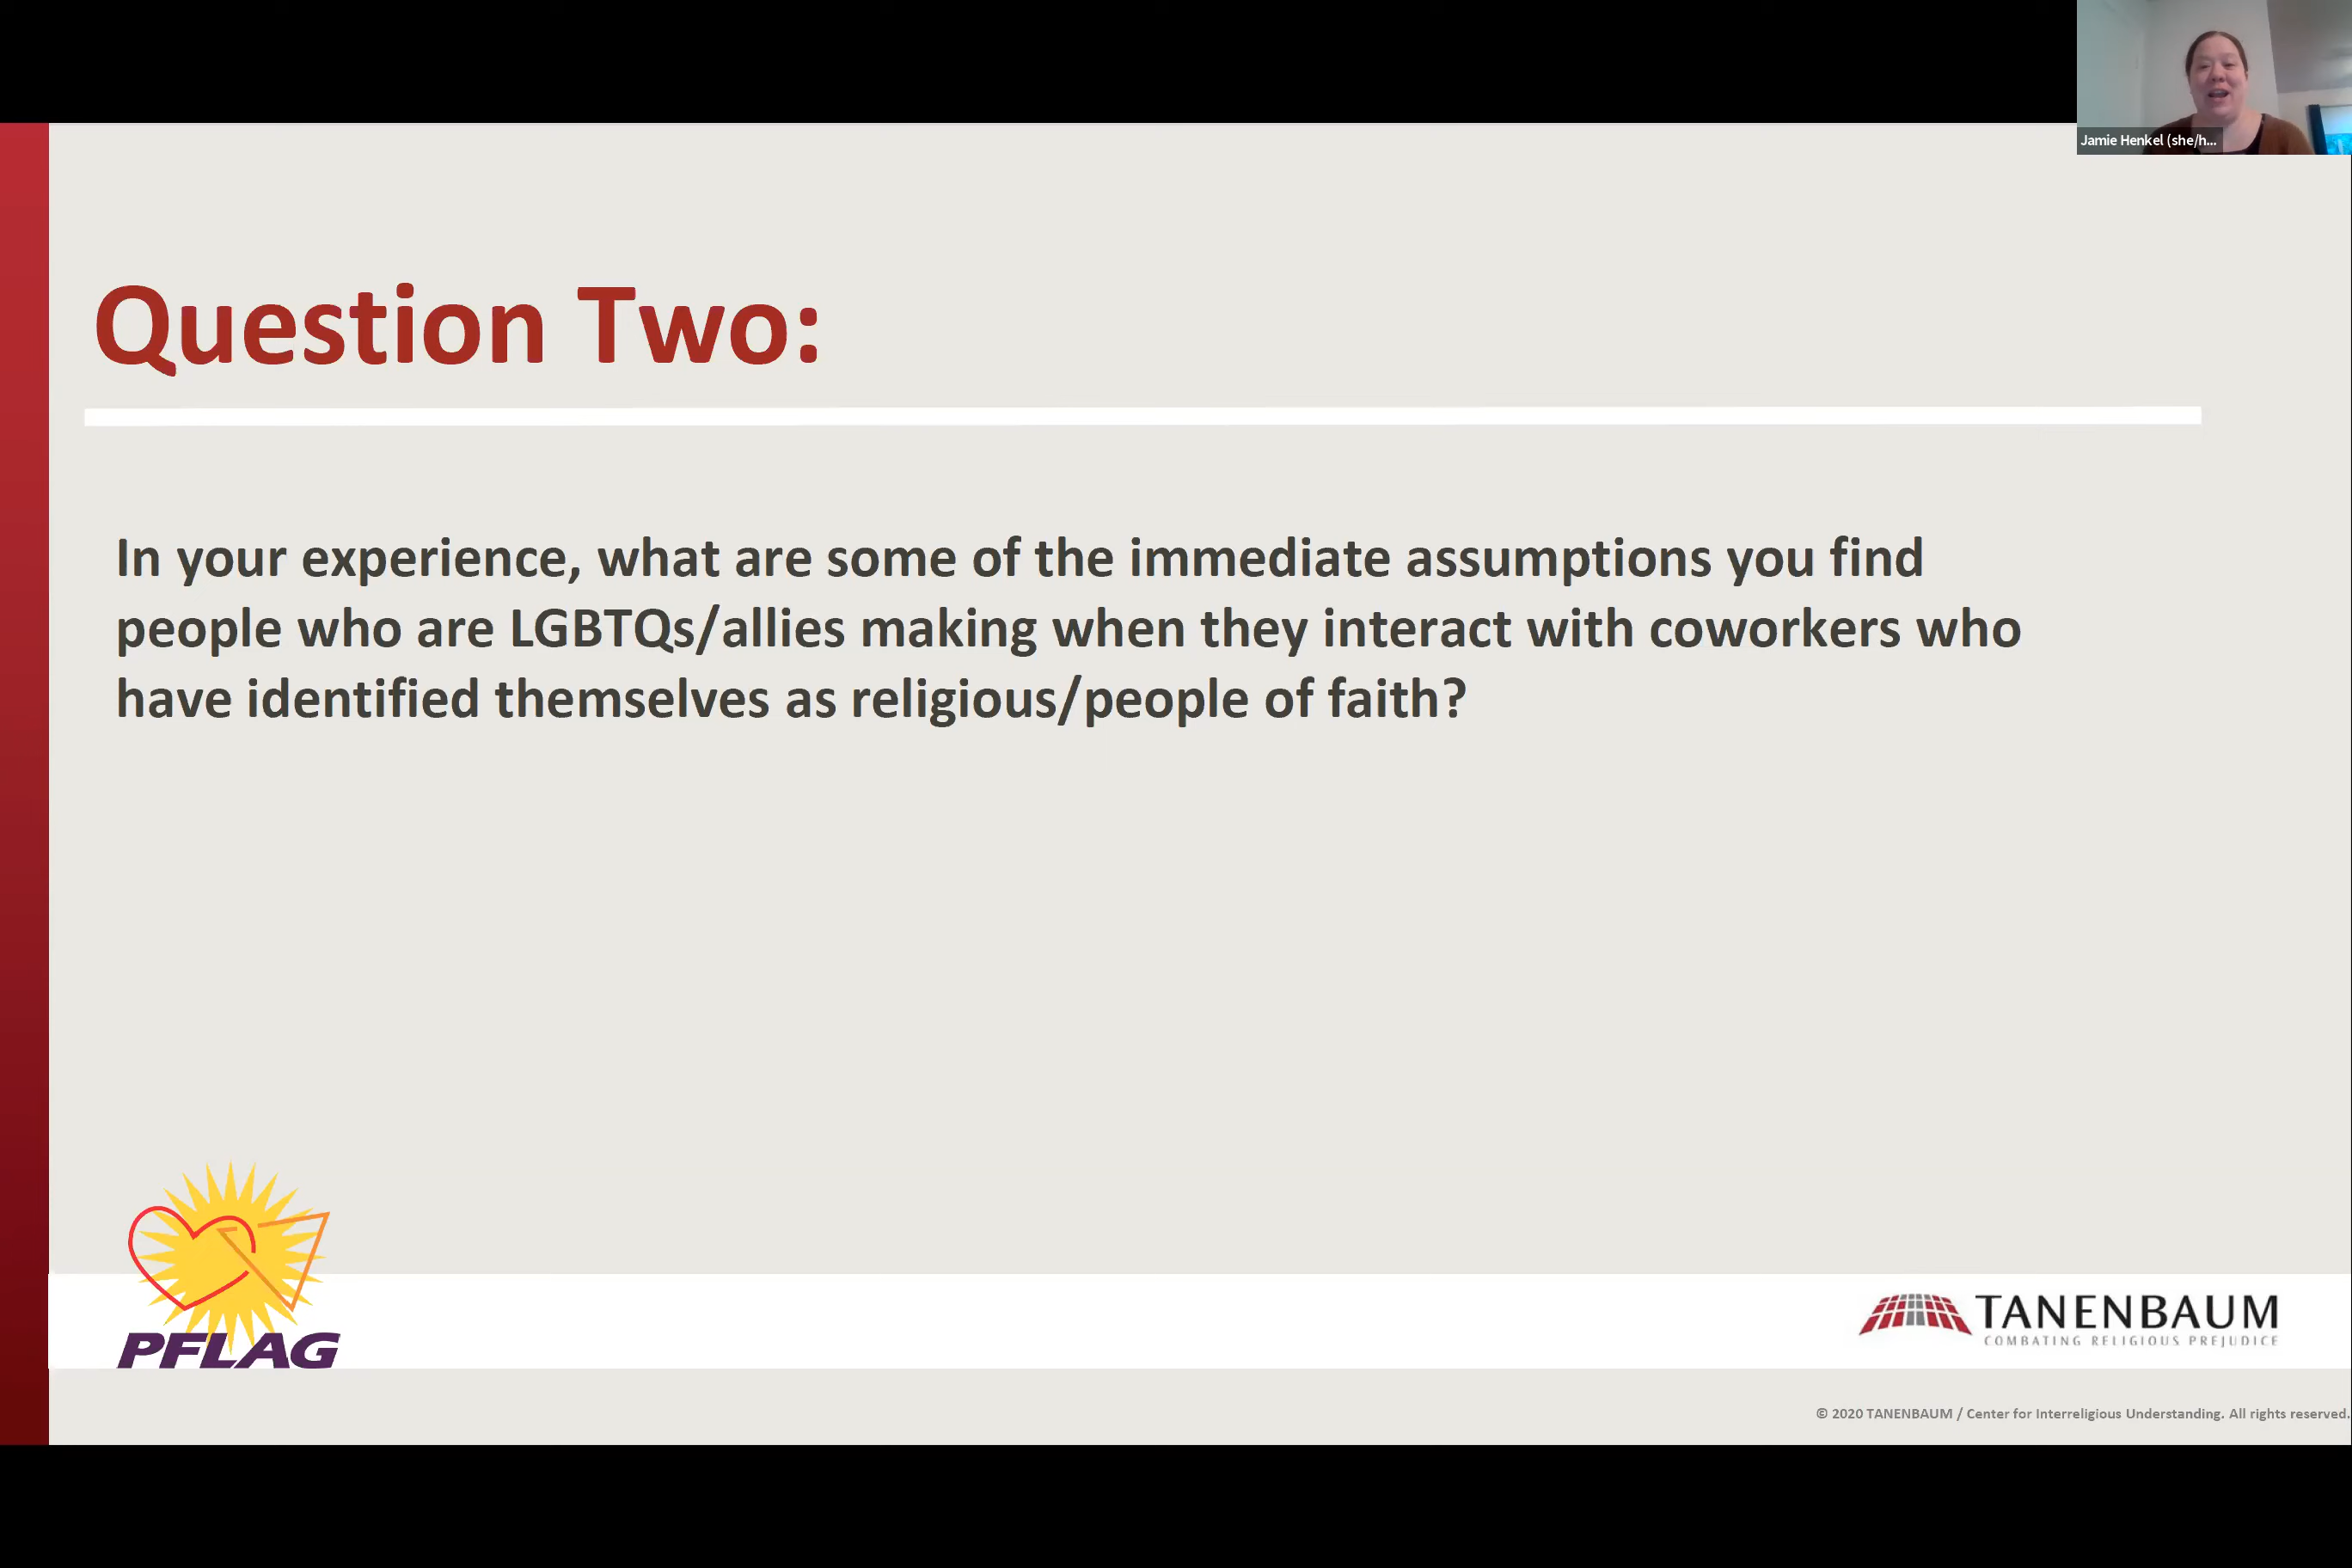 Jamie Henkel (she/h...
Question Two:
In your experience, what are some of the immediate assumptions you find
people who are LGBTQs/allies making when they interact with coworkers who
have identified themselves as religious/people of faith?
PFLAG
TANENBAUM
COMBATING RELIGIOUS PREJUDICE
© 2020 TANENBAUM / Center for Interreligious Understanding. All rights reserved.